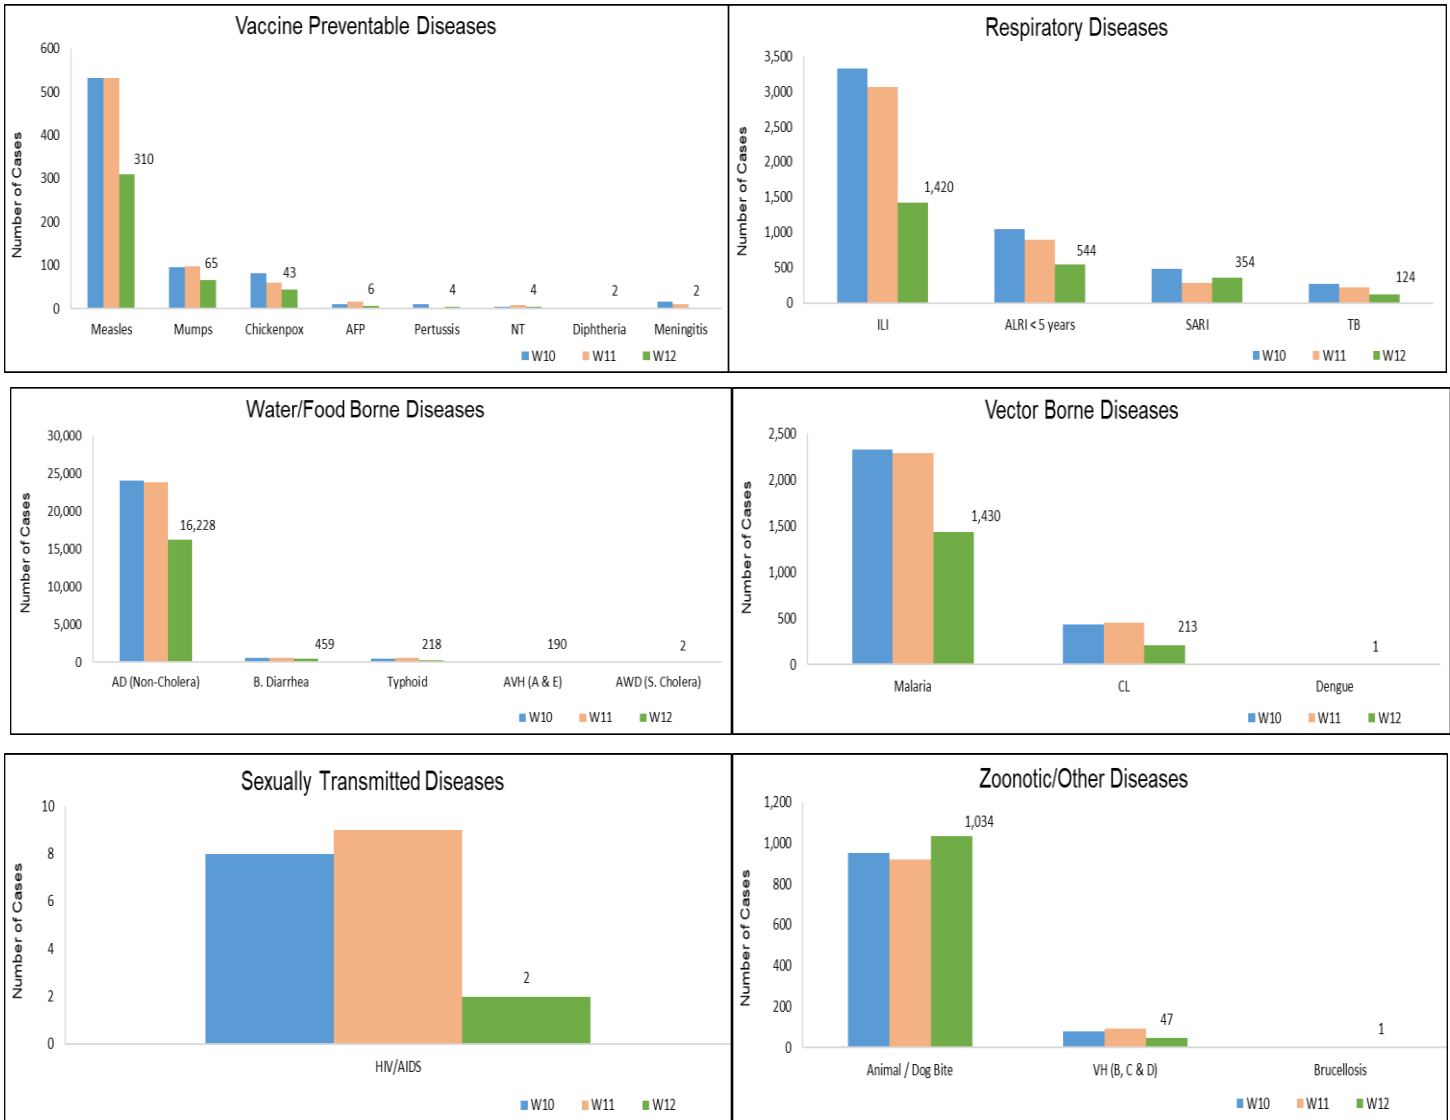 Vaccine Preventable Diseases
Number of Cases
600
500
400
300
200
100
0
310
65
43
6
4
4
2
2
Measles Mumps Chickenpox AFP Pertussis NT Diphtheria Meningitis
W10 W11 W12
Respiratory Diseases
Number of Cases
3,500
3,000
2,500
2,000
1,500
1,000
500
0
1,420
544
354
124
ILI ALRI < 5 years SARI TB
W10 W11 W12
Water/Food Borne Diseases
Number of Cases
30,000
25,000
20,000
15,000
10,000
5,000
0
16,228
459
218
190
2
AD (Non-Cholera) B. Diarrhea Typhoid AVH (A & E) AWD (S. Cholera)
W10 W11 W12
Vector Borne Diseases
Number of Cases
2,500
2,000
1,500
1,000
500
0
1,430
213
1
Malaria CL Dengue
W10 W11 W12
Sexually Transmitted Diseases
Number of Cases
10
8
6
4
2
0
2
HIV/AIDS
W10 W11 W12
Zoonotic/Other Diseases
Number of Cases
1,200
1,000
800
600
400
200
0
1,034
47
1
Animal / Dog Bite VH (B, C & D) Brucellosis
W10 W11 W12